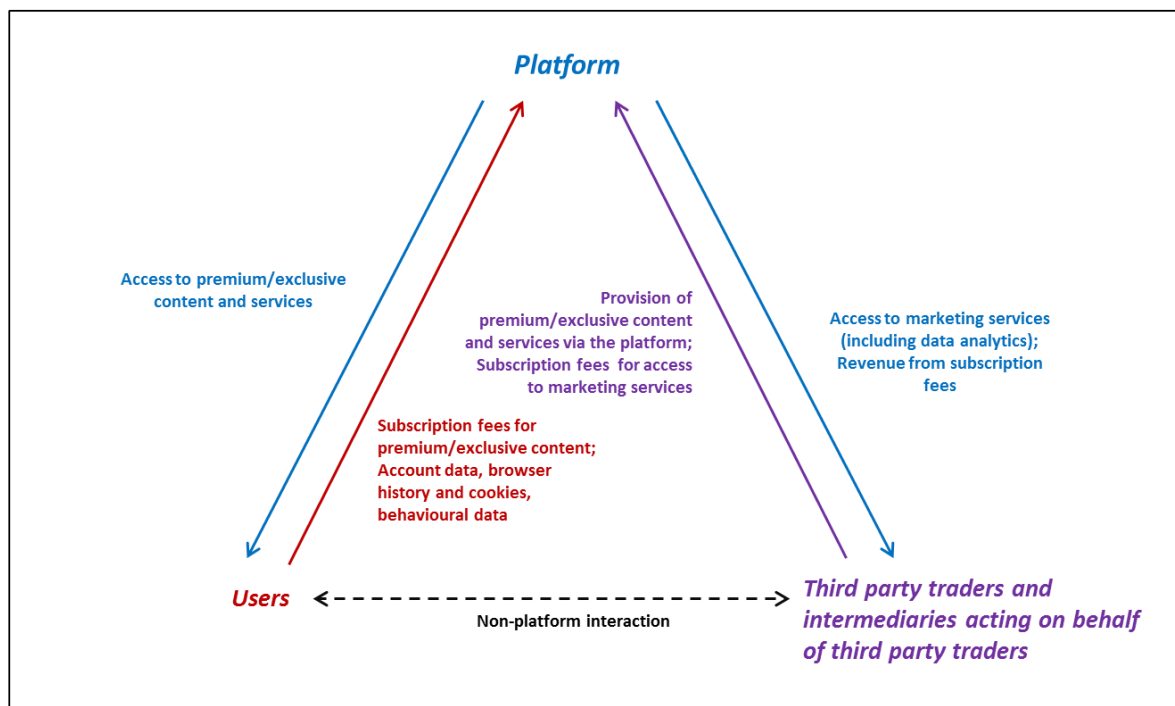 Platform
Access to premium/exclusive
content and services
Provision of
premium/exclusive content
and services via the platform;
Subscription fees for access
to marketing services
Access to marketing services
(including data analytics);
Revenue from subscription
fees
Subscription fees for
premium/exclusive content;
Account data, browser
history and cookies,
behavioural data
Users
Non-platform interaction
Third party traders and
intermediaries acting on behalf
of third party traders